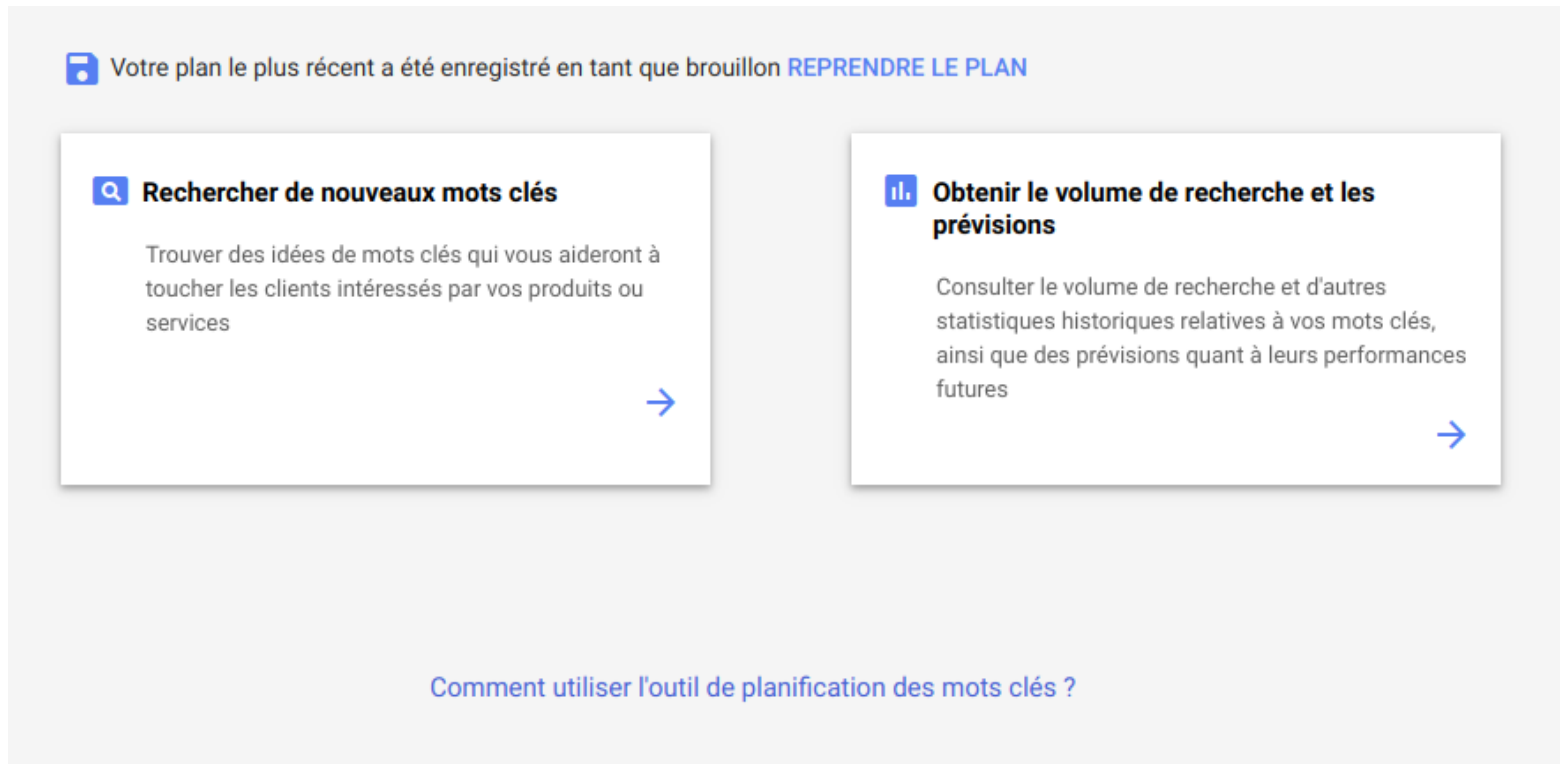 Votre plan le plus récent a été enregistré en tant que brouillon REPRENDRE LE PLAN
Rechercher de nouveaux mots clés
Trouver des idées de mots clés qui vous aideront à
toucher les clients intéressés par vos produits ou
services
Obtenir le volume de recherche et les
prévisions
Consulter le volume de recherche et d'autres
statistiques historiques relatives à vos mots clés,
ainsi que des prévisions quant à leurs performances
futures
Comment utiliser l'outil de planification des mots clés ?